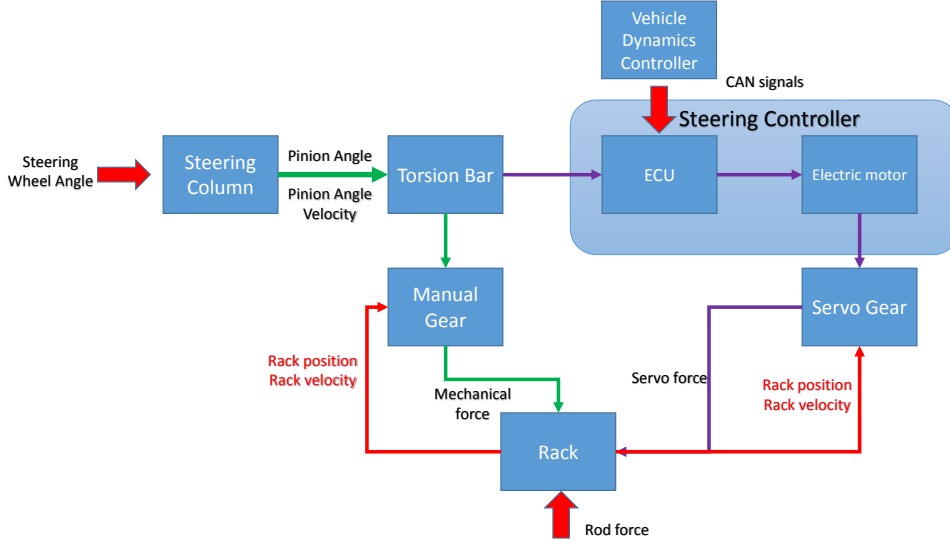 Vehicle
Dynamics
Controller
CAN signals
Steering Controller
Steering
Wheel Angle
Steering
Column
Pinion Angle
Pinion Angle
Velocity
Torsion Bar
ECU
Electric motor
Manual
Gear
Servo Gear
Rack position
Rack velocity
Mechanical
force
Servo force
Rack position
Rack velocity
Rack
Rod force